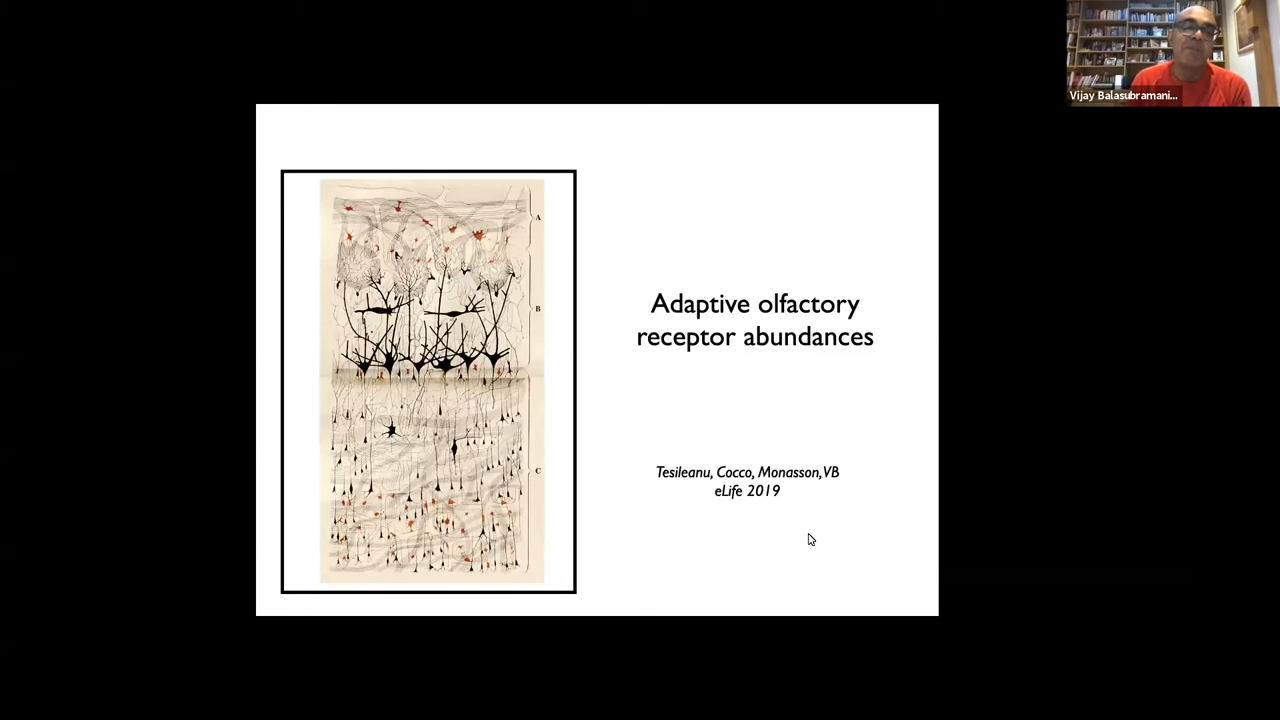 Vijay Balasubramani...
A
B
C
Adaptive olfactory
receptor abundances
Tesileanu, Cocco, Monasson, VB
eLife 2019